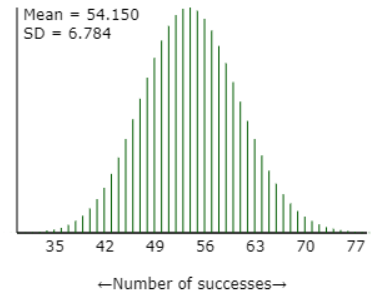 Mean = 54.150
SD = 6.784
35 42 49 56 63 70 77
←Number of successes→